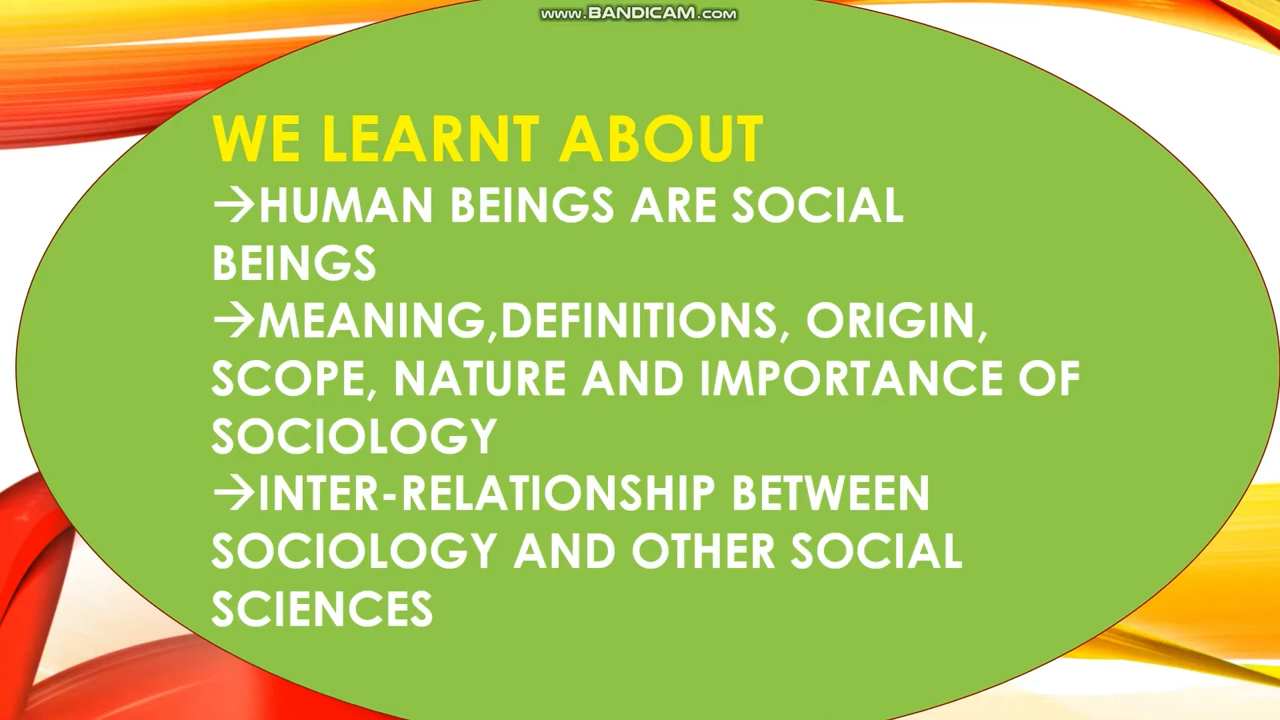 www.BANDICAM.com
WE LEARNT ABOUT
→HUMAN BEINGS ARE SOCIAL
BEINGS
→MEANING,DEFINITIONS, ORIGIN,
SCOPE, NATURE AND IMPORTANCE OF
SOCIOLOGY
→INTER-RELATIONSHIP BETWEEN
SOCIOLOGY AND OTHER SOCIAL
SCIENCES